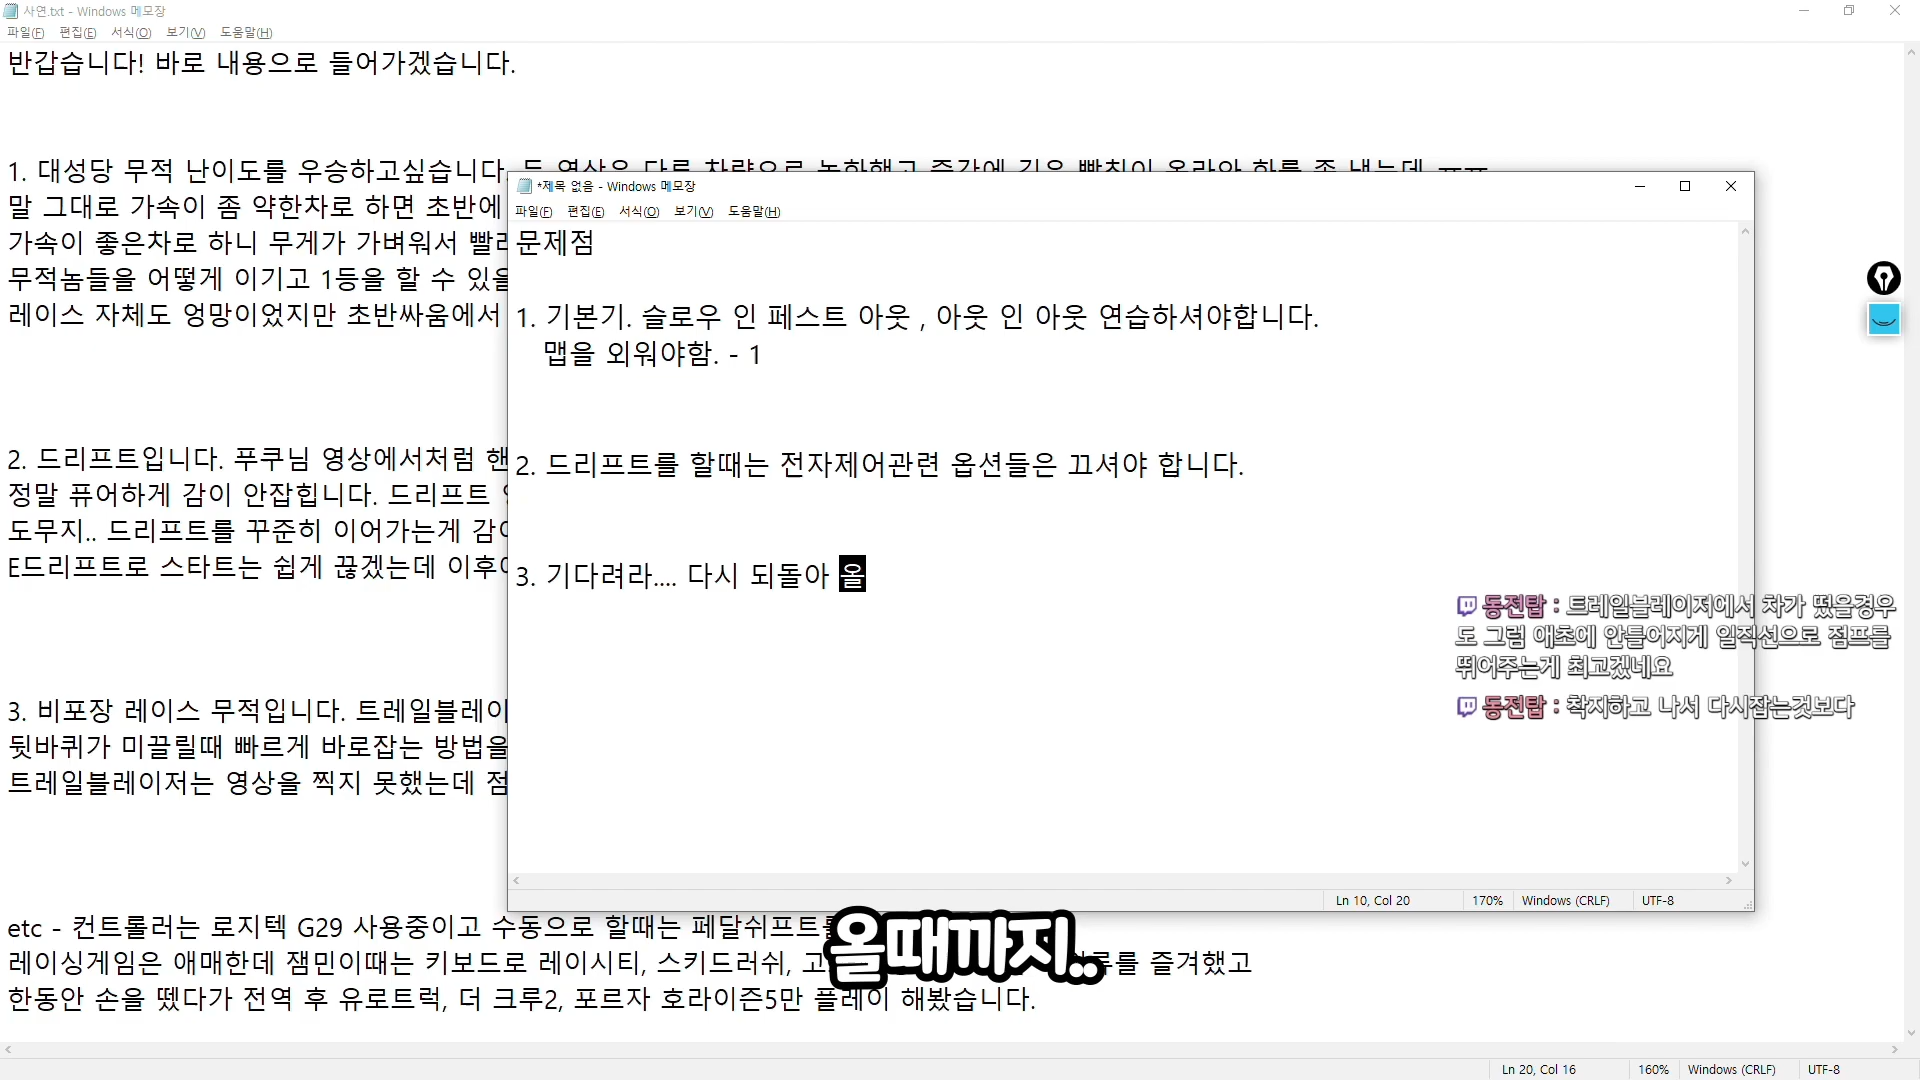 사연.txt - Windows 메모장
파일(F) 편집(E) 서식(O) 보기(V) 도움말(H)
반갑습니다! 바로 내용으로 들어가겠습니다.
1. 대성당 무적 난이도를 우승하고싶습니다.
말 그대로 가속이 좀 약한차로 하면 초반에
가속이 좋은차로 하니 무게가 가벼워서
무적놈들을 어떻게 이기고 1등을 할 수
레이스 자체도 엉망이었지만 초반싸움에서
2. 드리프트입니다. 푸쿠님 영상에서처럼 핸
정말 퓨어하게 감이 안잡힙니다. 드리프트
도무지.. 드리프트를 꾸준히 이어가는게
E드리프트로 스타트는 쉽게 끊겠는데
3. 비포장 레이스 무적입니다. 트레일블레이
뒷바퀴가 미끌릴때 빠르게 바로잡는 방법을
트레일블레이저는 영상을 찍지 못했는데 점
etc - 컨트롤러는 로지텍 G29 사용중이고 수동으로 할때는 페달쉬프트를
레이싱게임은 애매한데 잼민이때는 키보드로 레이시티, 스키드러쉬, 를 즐겨했고
한동안 손을 뗐다가 전역 후 유로트럭, 더 크루2, 포르자 호라이즌5만 플레이 해봤습니다.
Ln 20, Col 16 160% Windows (CRLF) UTF-8
*제목 없음 - Windows 메모장
파일(F) 편집(E) 서식(O) 보기(V) 도움말(H)
문제점
1. 기본기. 슬로우 인 페스트 아웃 , 아웃 인 아웃 연습하셔야합니다.
맵을 외워야함. - 1
2. 드리프트를 할때는 전자제어관련 옵션들은 끄셔야 합니다.
3. 기다려라.... 다시 되돌아 올
Ln 10, Col 20 170% Windows (CRLF) UTF-8
동전탑 : 트레일블레이저에서 차가 떴을경우
도 그럼 애초에 안틀어지게 일직선으로 점프를
뛰어주는게 최고겠네요
동전탑 : 착지하고 나서 다시잡는것보다
올때까지..